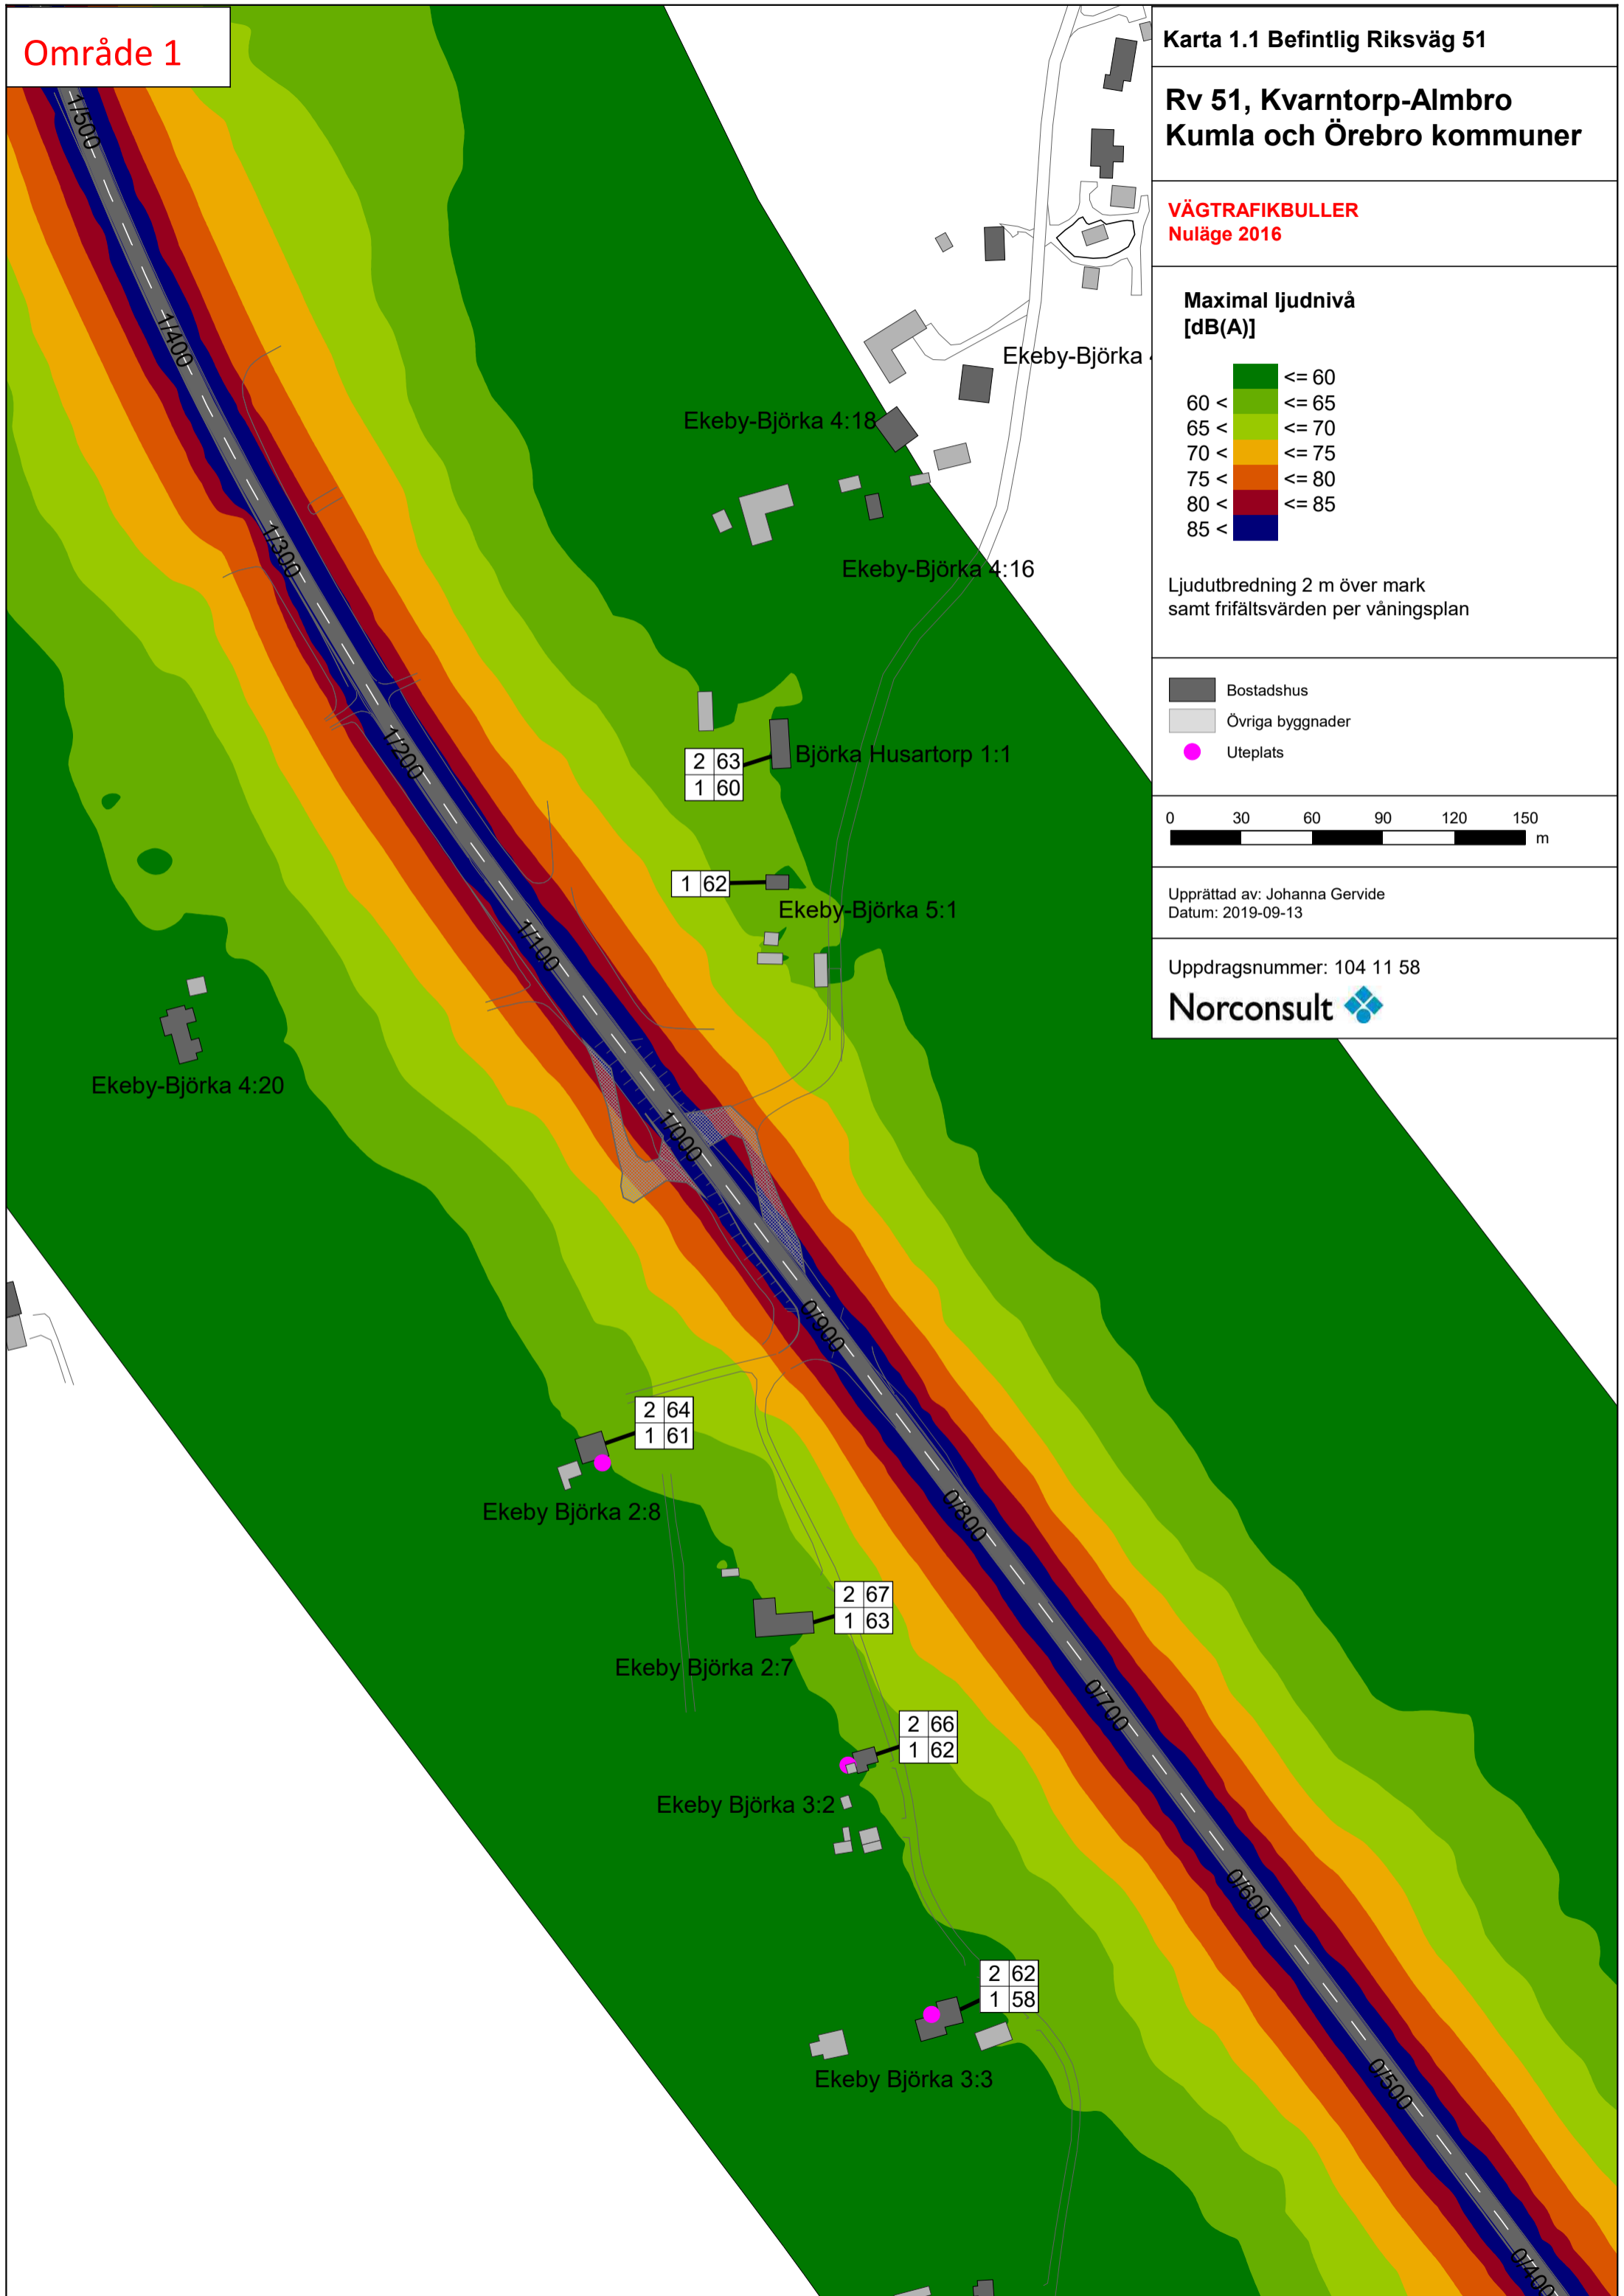 Område 1
Karta 1.1 Befintlig Riksväg 51
Rv 51, Kvarntorp-Almbro
Kumla och Örebro kommuner
VÄGTRAFIKBULLER
Nuläge 2016
Maximal ljudnivå
[dB(A)]
<= 60
60 < <= 65
65 < <= 70
70 < <= 75
75 < <= 80
80 < <= 85
85 <
Ljudutbredning 2 m över mark
samt frifältsvärden per våningsplan
Bostadshus
Övriga byggnader
Uteplats
0 30 60 90 120 150
m
Upprättad av: Johanna Gervide
Datum: 2019-09-13
Uppdragsnummer: 104 11 58
Norconsult
1/500
1/400
1/300
1/200
1/100
1/000
0/900
0/800
0/700
0/600
0/500
0/400
Ekeby-Björka
Ekeby-Björka 4:18
Ekeby-Björka 4:16
2 63
1 60
Björka Husartorp 1:1
1 62
Ekeby-Björka 5:1
Ekeby-Björka 4:20
2 64
1 61
Ekeby Björka 2:8
2 67
1 63
Ekeby Björka 2:7
2 66
1 62
Ekeby Björka 3:2
2 62
1 58
Ekeby Björka 3:3